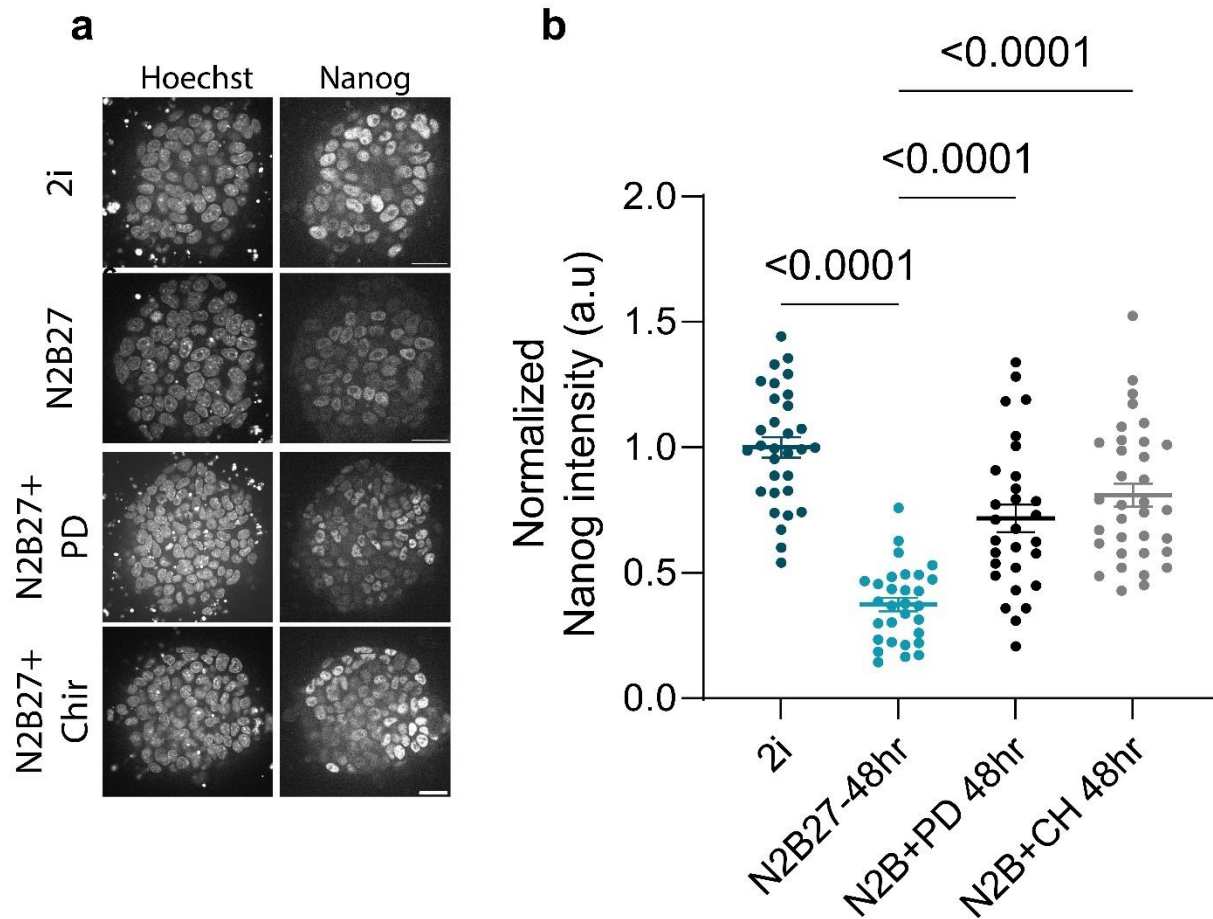 a
Hoechst Nanog
2i
N2B27
N2B27+
PD
N2B27+
Chir
b
<0.0001
<0.0001
<0.0001
Normalized
Nanog intensity (a.u)
2.0
1.5
1.0
0.5
0.0
2i
N2B27-48hr
N2B+PD 48hr
N2B+CH 48hr